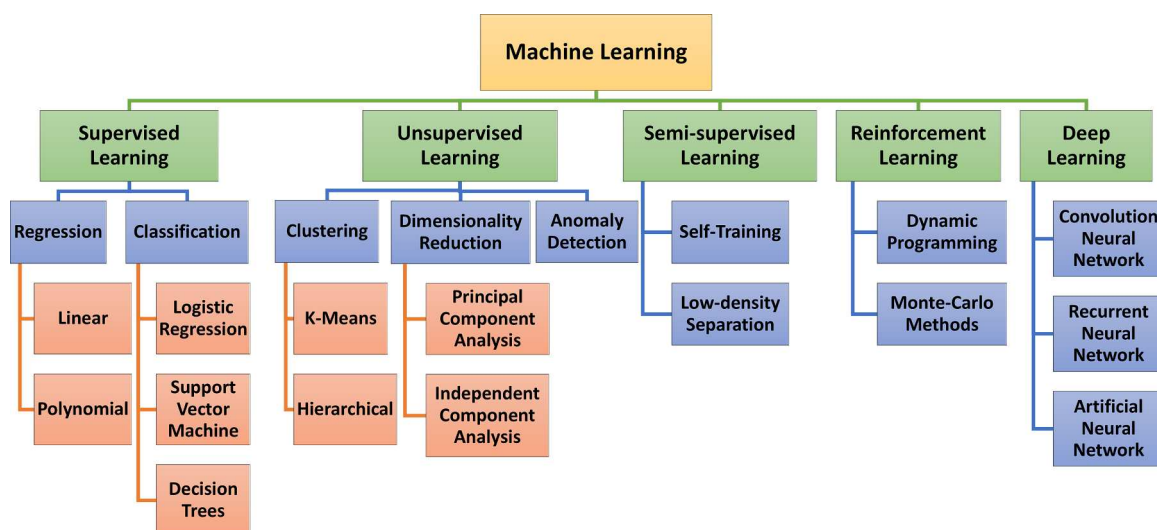 Machine Learning
Supervised
Learning
Unsupervised
Learning
Semi-supervised
Learning
Reinforcement
Learning
Deep
Learning
Regression
Classification
Clustering
Dimensionality
Reduction
Anomaly
Detection
Self-Training
Dynamic
Programming
Convolution
Neural
Network
Linear
Logistic
Regression
K-Means
Principal
Component
Analysis
Low-density
Separation
Monte-Carlo
Methods
Recurrent
Neural
Network
Polynomial
Support
Vector
Machine
Hierarchical
Independent
Component
Analysis
Artificial
Neural
Network
Decision
Trees